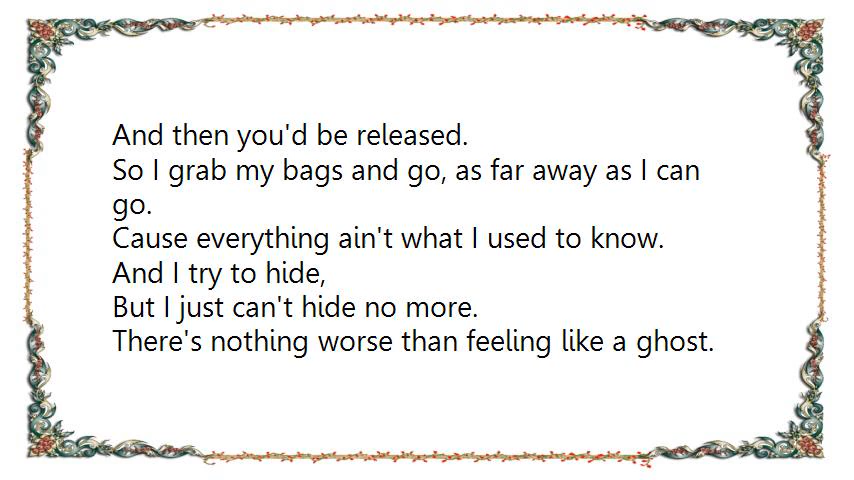 And then you'd be released.
So I grab my bags and go, as far away as I can
go.
Cause everything ain't what I used to know.
And I try to hide,
But I just can't hide no more.
There's nothing worse than feeling like a ghost.